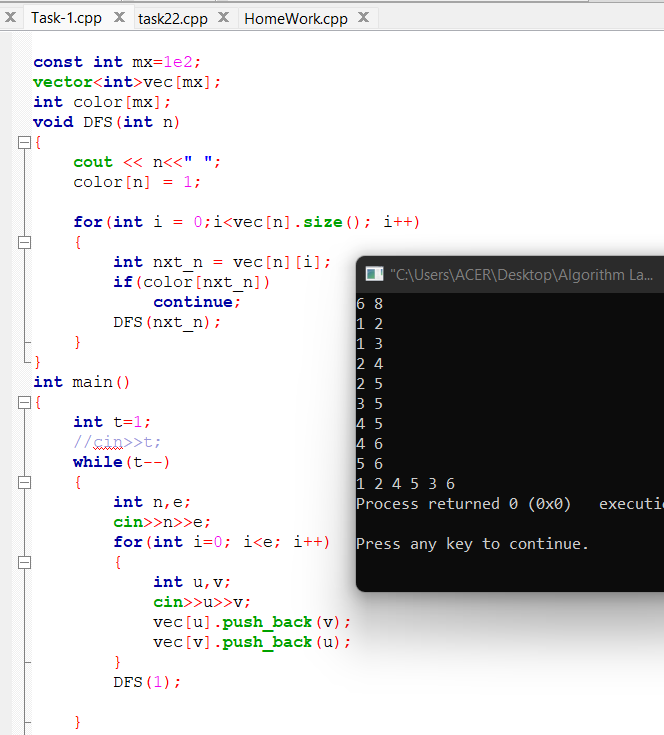 Task-1.cpp task22.cpp HomeWork.cpp
const int mx=1e2;
vector<int>vec[mx];
int color[mx];
void DFS(int n)
{
cout << n<<" ";
color[n] = 1;
for(int i = 0;i<vec[n].size(); i++)
{
int nxt_n = vec[n][i];
if(color[nxt_n])
continue;
DFS(nxt_n);
}
}
int main()
{
int t=1;
//cin>>t;
while(t--)
{
int n,e;
cin>>n>>e;
for(int i=0; i<e; i++)
{
int u,v;
cin>>u>>v;
vec[u].push_back(v);
vec[v].push_back(u);
}
DFS(1);
}
"C:\Users\ACER\Desktop\Algorithm La...
6 8
1 2
1 3
2 4
2 5
3 5
4 5
4 6
5 6
1 2 4 5 3 6
Process returned 0 (0x0) executi
Press any key to continue.